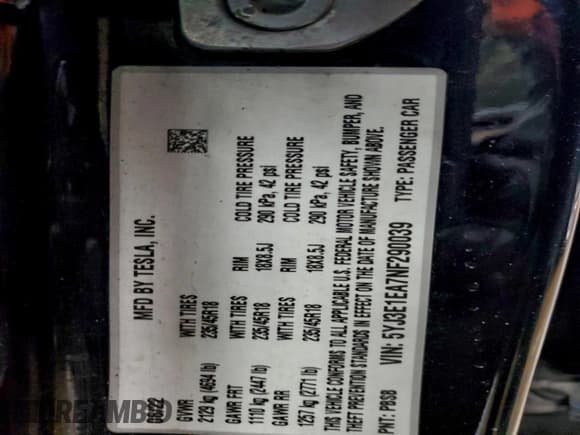 MFD BY TESLA, INC.
06/22
GVWR WITH TIRES
2129 kg (4694 lb) 235/45R18
GAWR FRT WITH TIRES RIM COLD TIRE PRESSURE
1110 kg (2447 lb) 235/45R18 18X8.5J 290 kPa, 42 psi
GAWR RR WITH TIRES RIM COLD TIRE PRESSURE
1257 kg (2771 lb) 235/45R18 18X8.5J 290 kPa, 42 psi
THIS VEHICLE CONFORMS TO ALL APPLICABLE U.S. FEDERAL MOTOR VEHICLE SAFETY, BUMPER, AND
THEFT PREVENTION STANDARDS IN EFFECT ON THE DATE OF MANUFACTURE SHOWN ABOVE.
PNT: PBSB VIN: 5YJ3E1EA7NF290039 TYPE: PASSENGER CAR